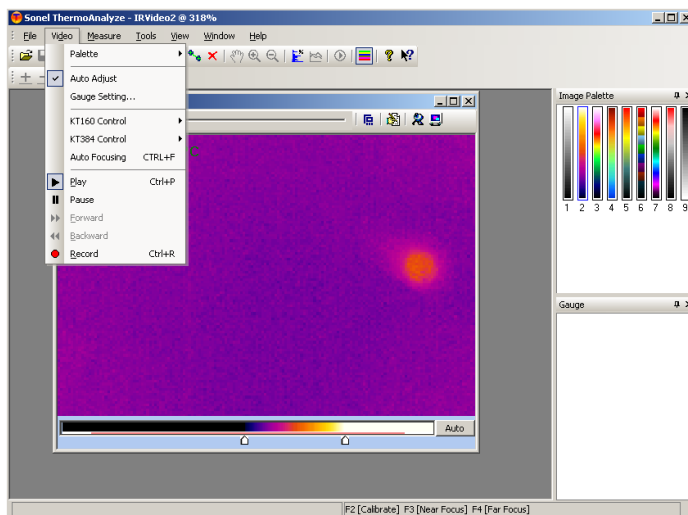 Sonel ThermoAnalyze - IRVideo2 @ 318%
File Video Measure Tools View Window Help
Palette
Auto Adjust
Gauge Setting...
KT160 Control
KT384 Control
Auto Focusing CTRL+F
Play Ctrl+P
Pause
Forward
Backward
Record Ctrl+R
C
Auto
Image Palette
1 2 3 4 5 6 7 8 9
Gauge
F2 [Calibrate] F3 [Near Focus] F4 [Far Focus]